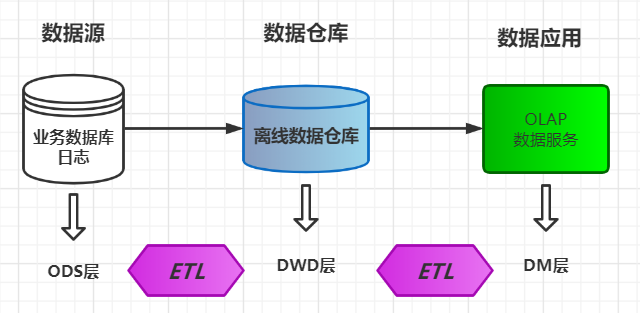 数据源
数据仓库
数据应用
业务数据库
日志
离线数据仓库
OLAP
数据服务
ODS层
ETL
DWD层
ETL
DM层